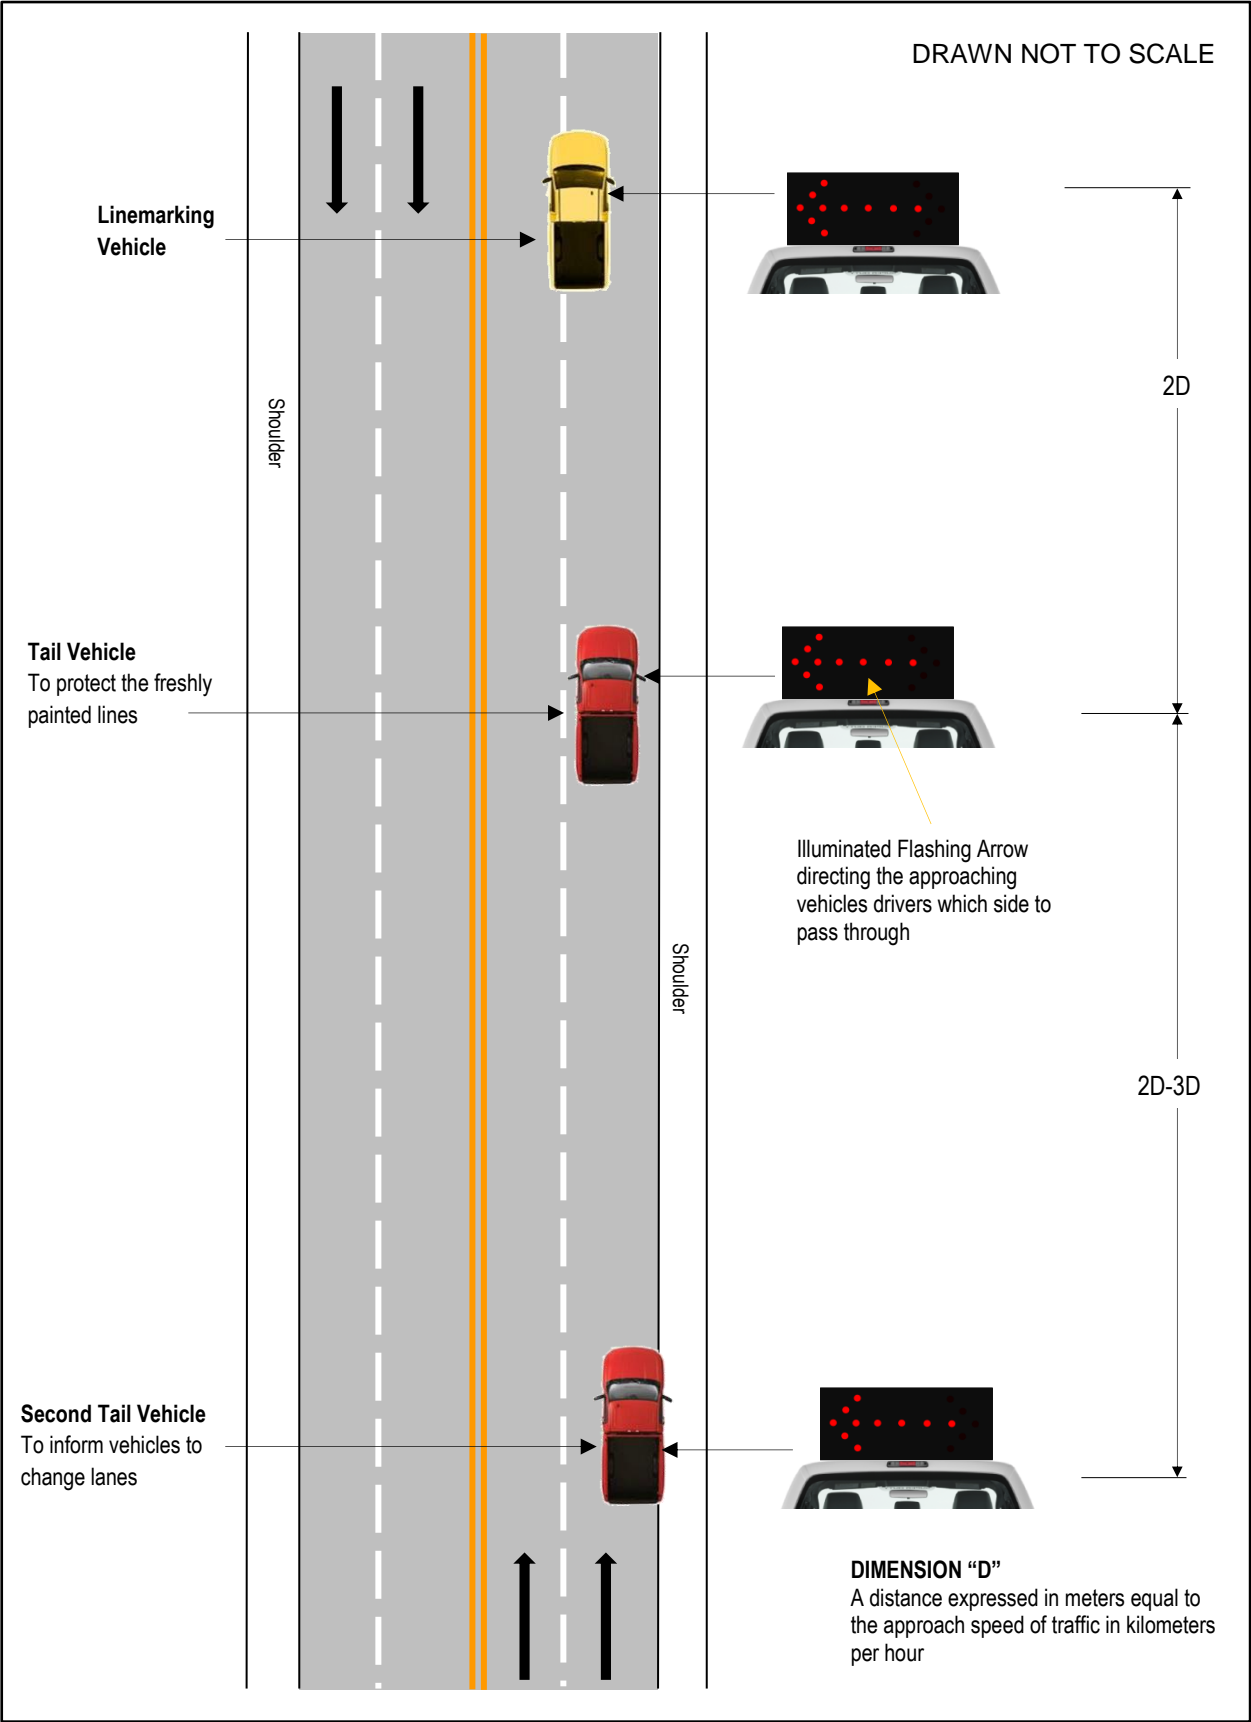 DRAWN NOT TO SCALE
Linemarking
Vehicle
2D
Shoulder
Tail Vehicle
To protect the freshly
painted lines
Illuminated Flashing Arrow
directing the approaching
vehicles drivers which side to
pass through
Shoulder
2D-3D
Second Tail Vehicle
To inform vehicles to
change lanes
DIMENSION “D”
A distance expressed in meters equal to
the approach speed of traffic in kilometers
per hour